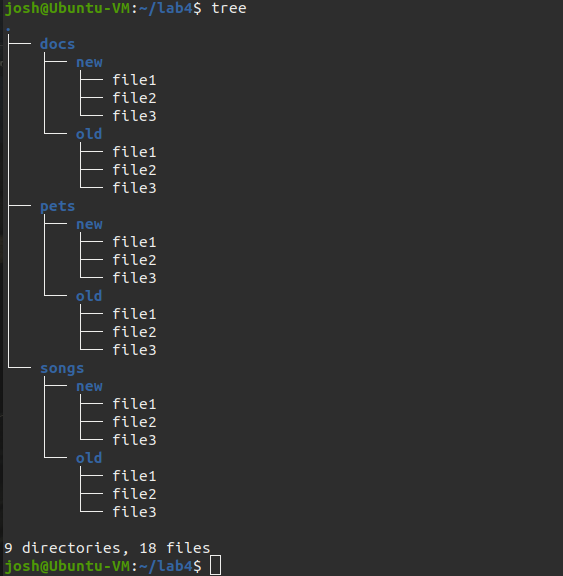 josh@Ubuntu-VM:~/lab4$ tree
.
├── docs
│   ├── new
│   │   ├── file1
│   │   ├── file2
│   │   └── file3
│   └── old
│       ├── file1
│       ├── file2
│       └── file3
├── pets
│   ├── new
│   │   ├── file1
│   │   ├── file2
│   │   └── file3
│   └── old
│       ├── file1
│       ├── file2
│       └── file3
└── songs
    ├── new
    │   ├── file1
    │   ├── file2
    │   └── file3
    └── old
        ├── file1
        ├── file2
        └── file3

9 directories, 18 files
josh@Ubuntu-VM:~/lab4$